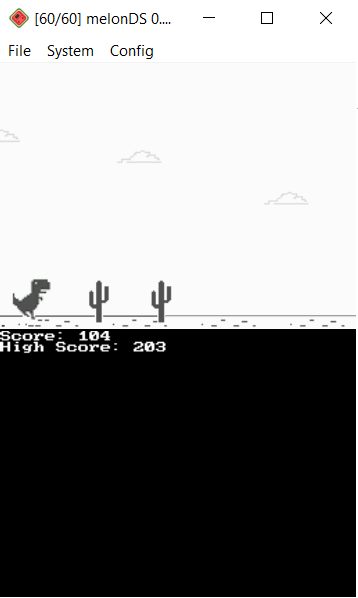 [60/60] melonDS 0....
File System Config
Score: 104
High Score: 203